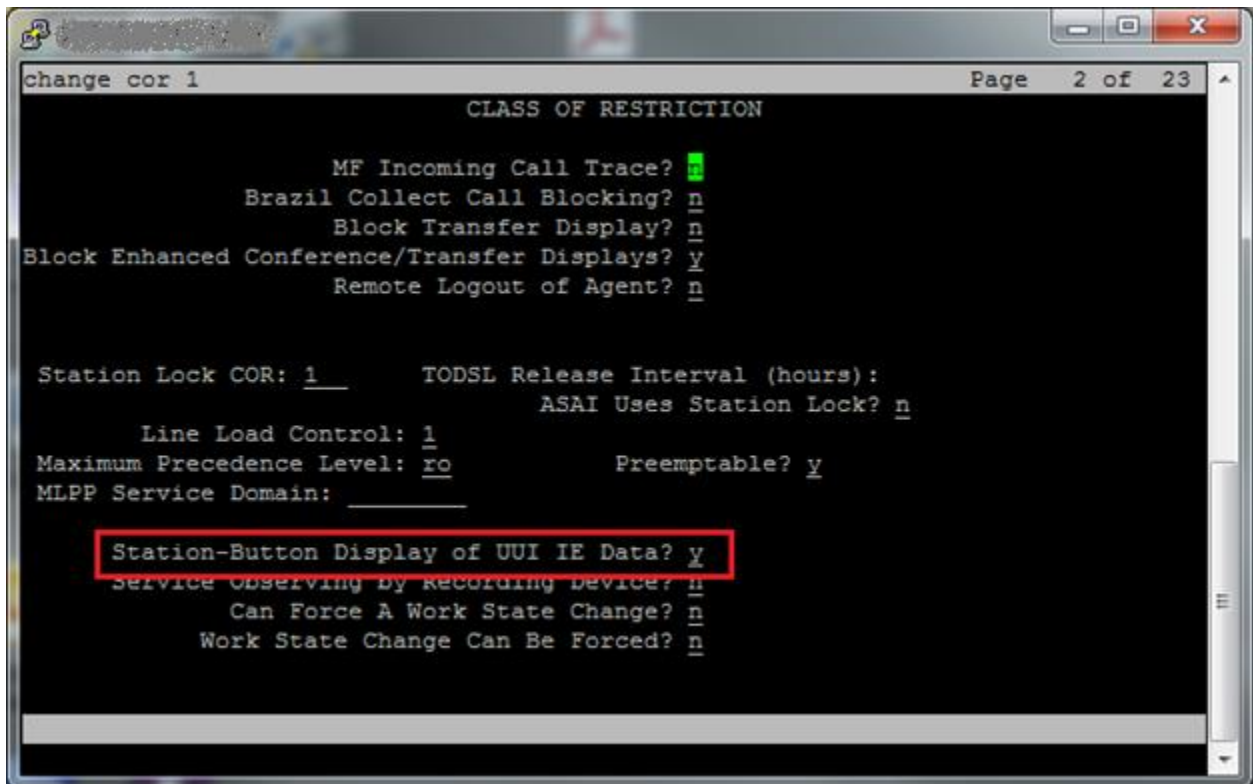 change cor 1 Page 2 of 23
CLASS OF RESTRICTION
MF Incoming Call Trace? n
Brazil Collect Call Blocking? n
Block Transfer Display? n
Block Enhanced Conference/Transfer Displays? y
Remote Logout of Agent? n
Station Lock COR: 1 TODSL Release Interval (hours):
ASAI Uses Station Lock? n
Line Load Control: 1
Maximum Precedence Level: ro Preemptable? y
MLPP Service Domain:
Station-Button Display of UUI IE Data? y
Service Observing by Recording Device? n
Can Force A Work State Change? n
Work State Change Can Be Forced? n